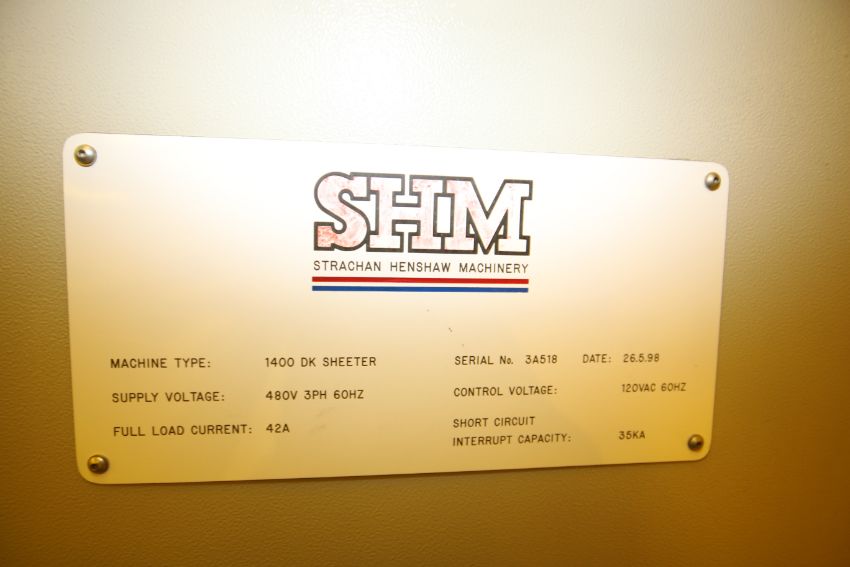 SHM
STRACHAN HENSHAW MACHINERY
MACHINE TYPE: 1400 DK SHEETER
SERIAL No. 3A518 DATE: 26.5.98
SUPPLY VOLTAGE: 480V 3PH 60HZ
CONTROL VOLTAGE: 120VAC 60HZ
FULL LOAD CURRENT: 42A
SHORT CIRCUIT
INTERRUPT CAPACITY: 35KA